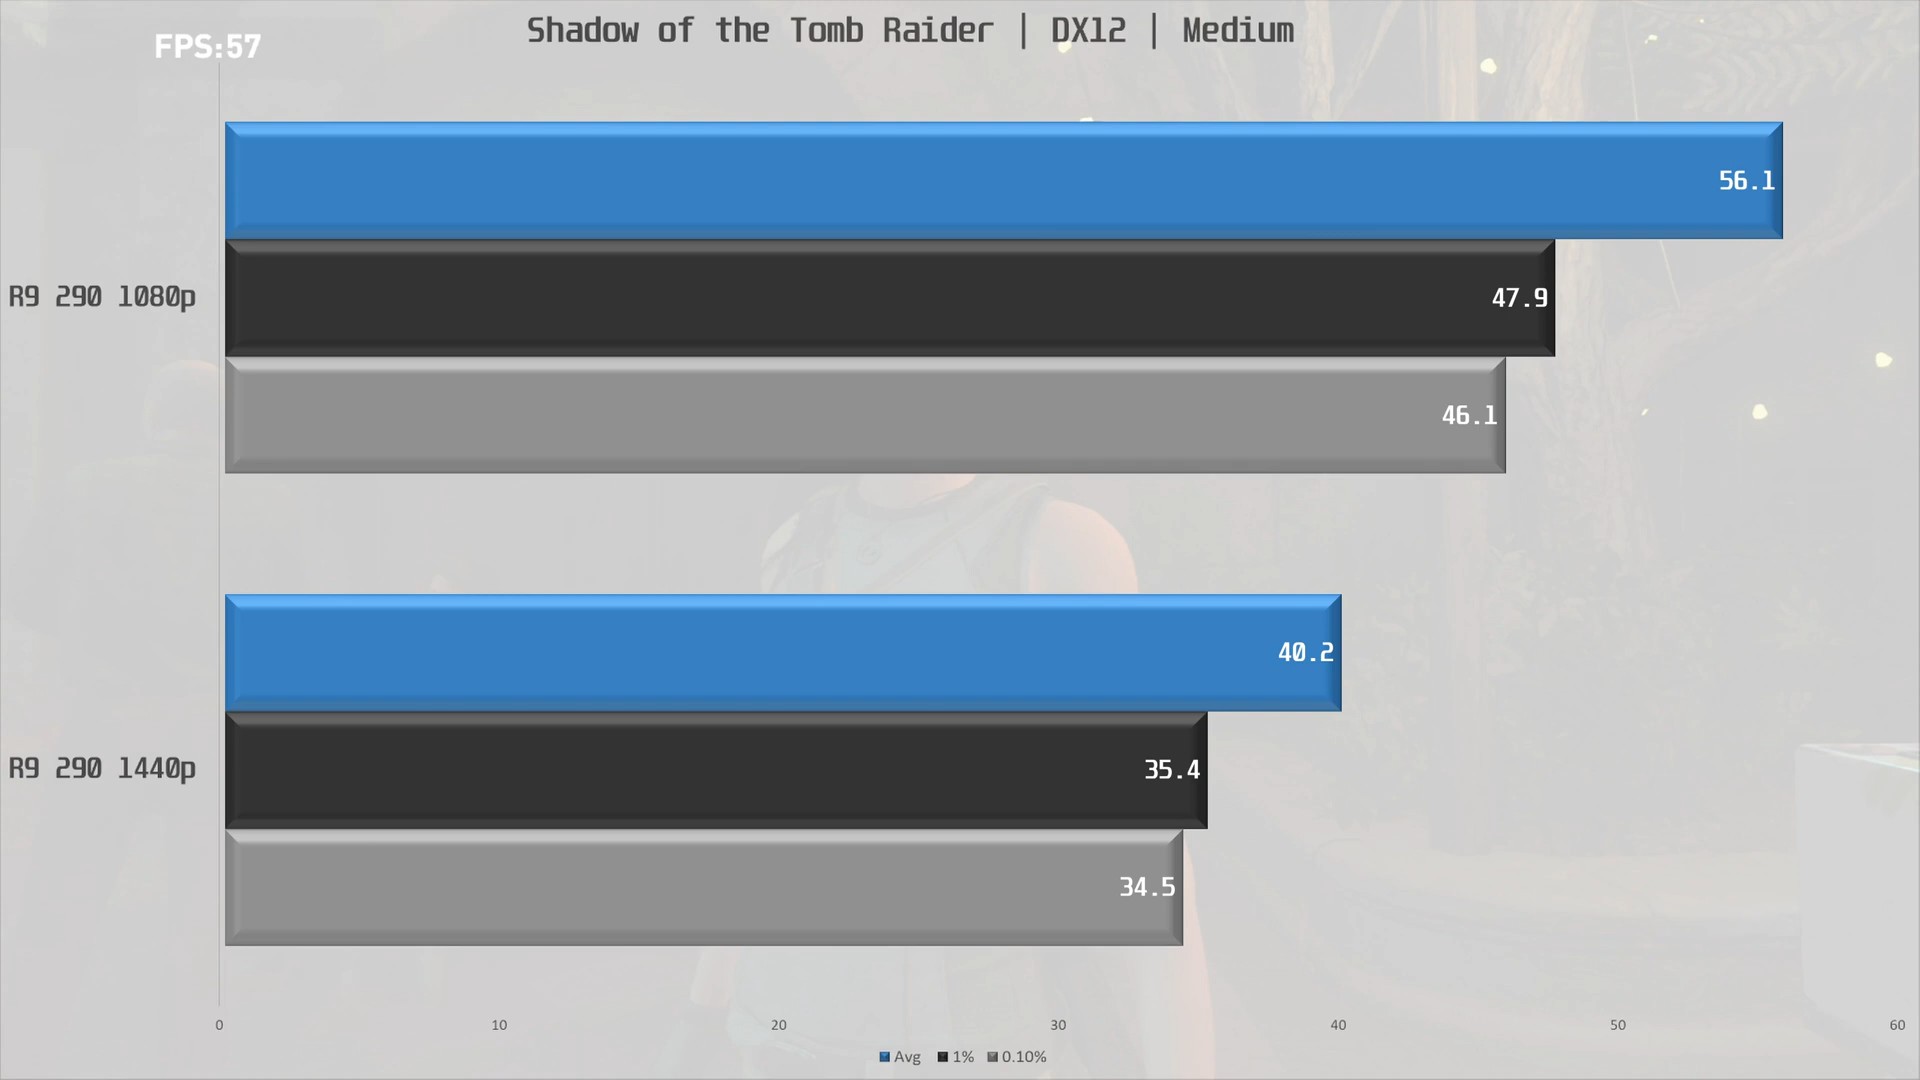 Shadow of the Tomb Raider | DX12 | Medium
FPS:57
56.1
R9 290 1080p
47.9
46.1
40.2
R9 290 1440p
35.4
34.5
0 10 20 30 40 50 60
Avg 1% 0.10%